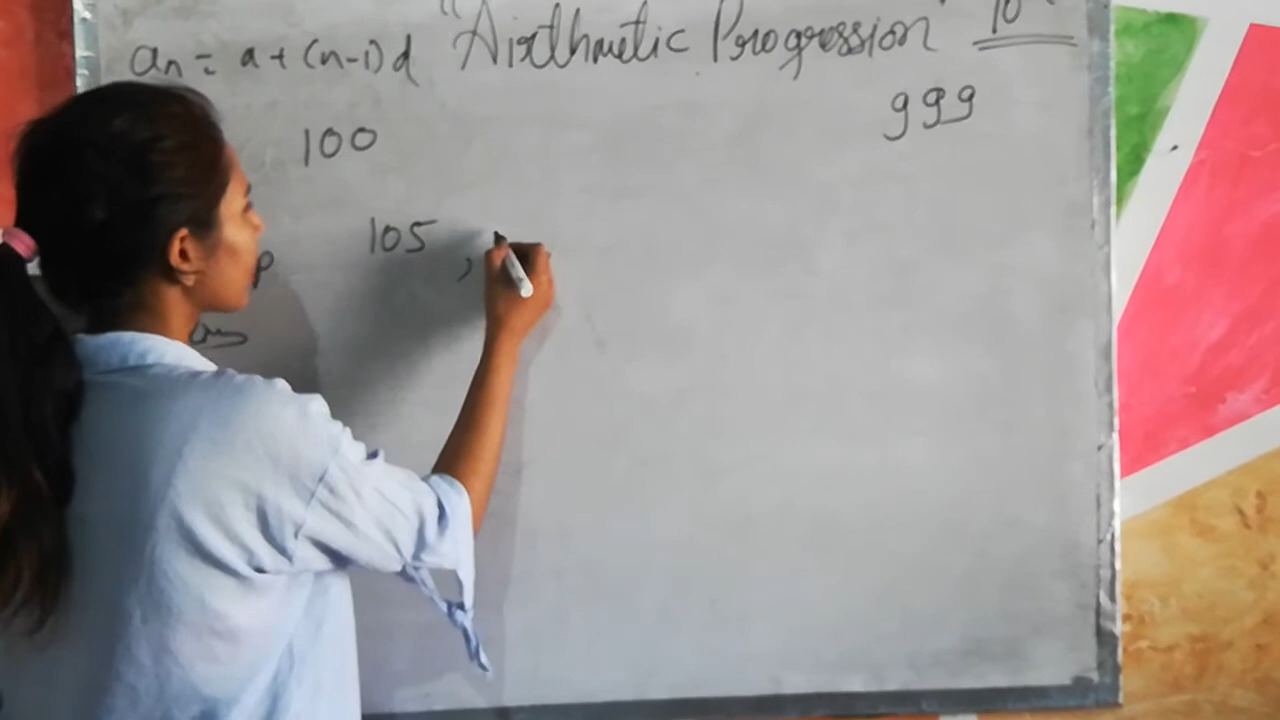 an = a + (n-1)d "Airthmetic Progression" 10
100 999
105 ,